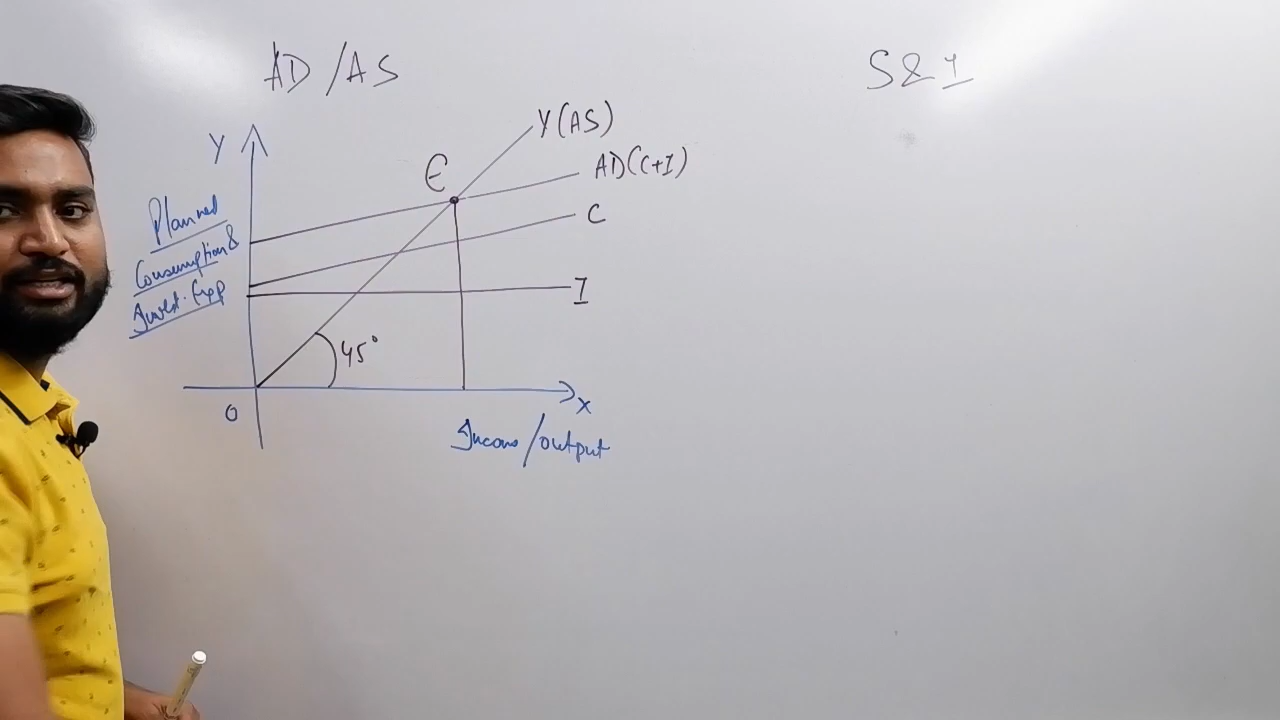 AD/AS
S & I
Y
Y(AS)
E
AD(C+I)
Planned
Consumption &
Invest. Exp
C
I
45°
O
X
Income/output